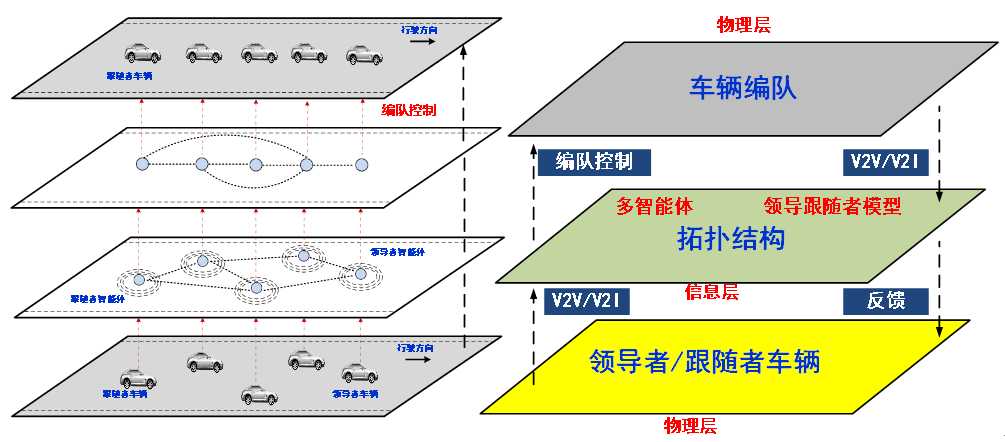 行驶方向
跟随者车辆
编队控制
领导者智能体
跟随者智能体
行驶方向
跟随者车辆
领导者车辆
物理层
车辆编队
编队控制
V2V/V2I
多智能体
领导跟随者模型
拓扑结构
信息层
V2V/V2I
反馈
领导者/跟随者车辆
物理层